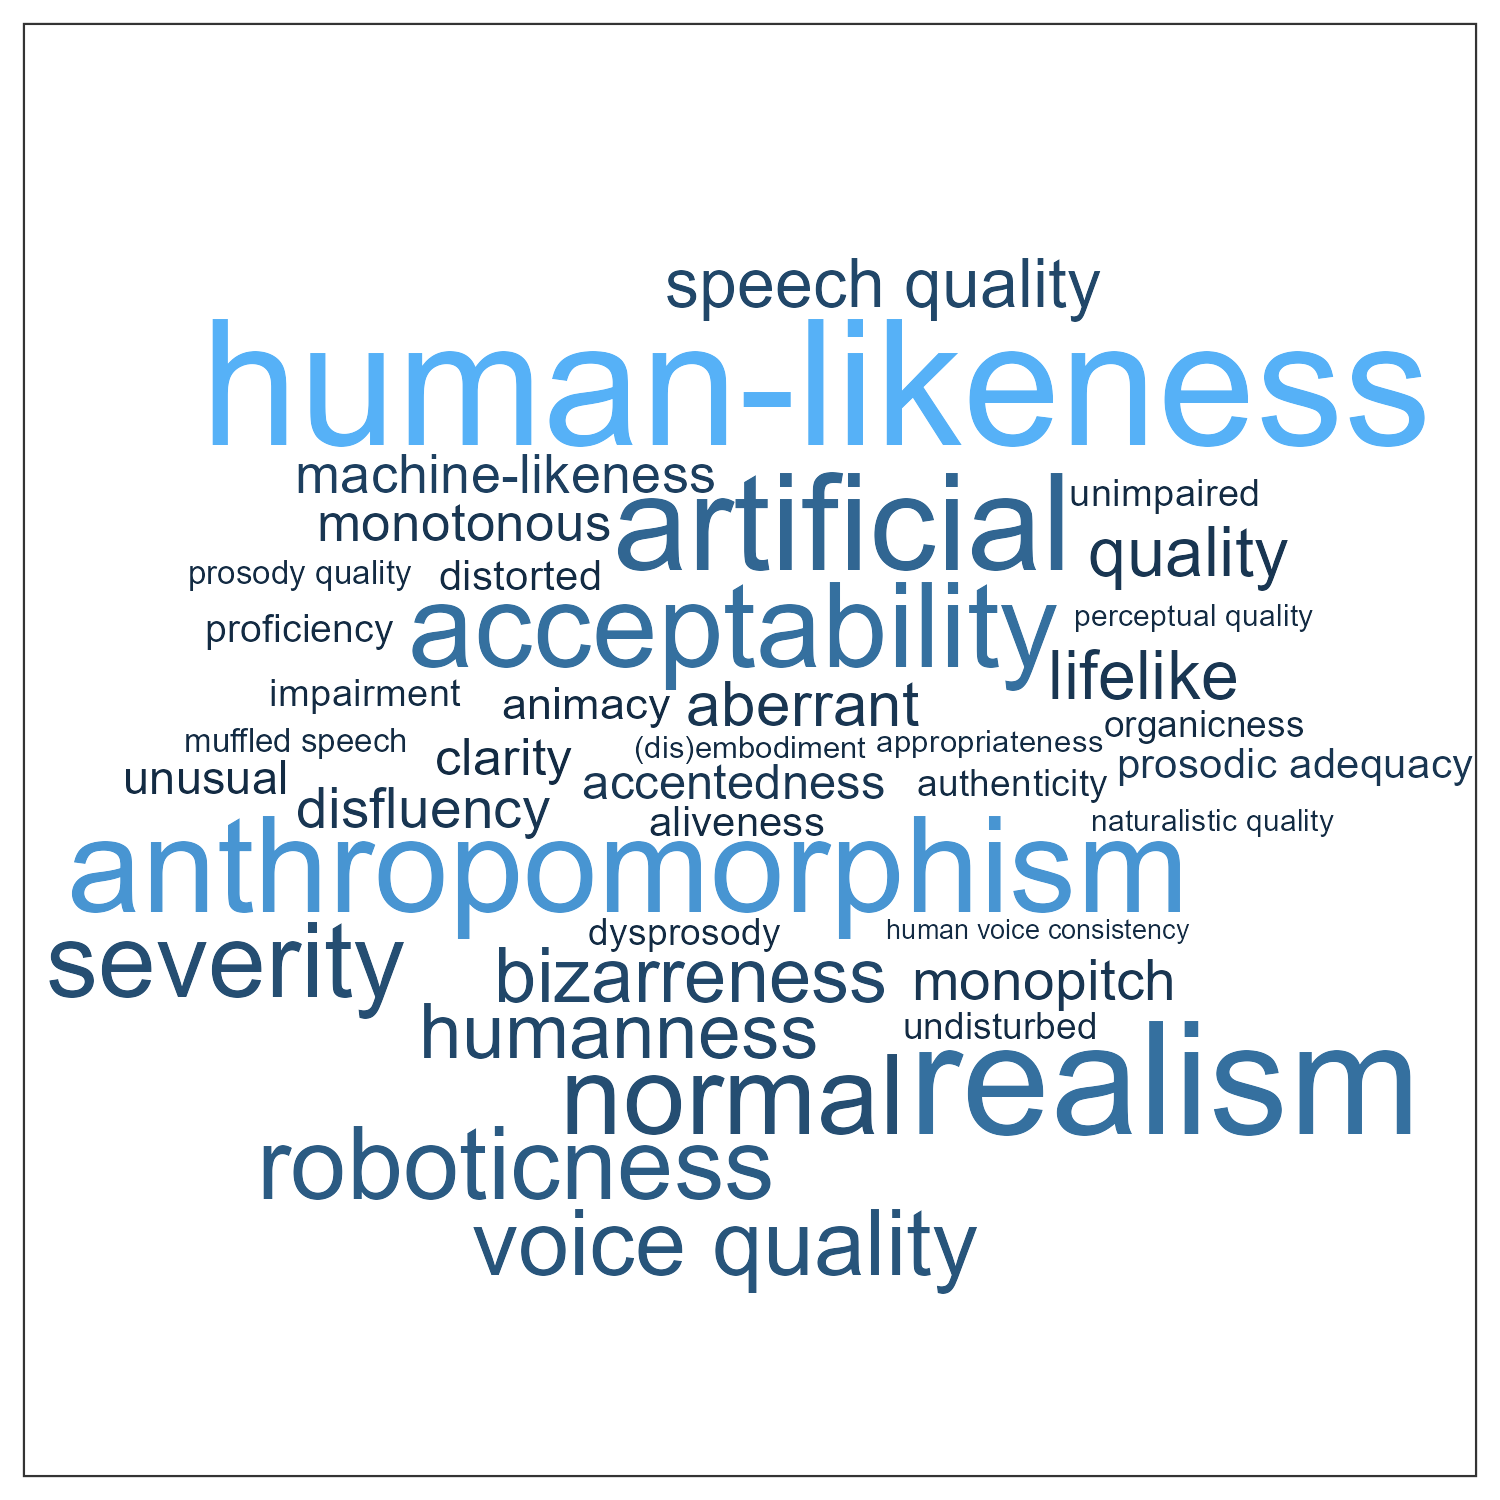 speech quality
human-likeness
machine-likeness
artificial
unimpaired
monotonous
quality
prosody quality
distorted
acceptability
perceptual quality
proficiency
lifelike
impairment
animacy
aberrant
organicness
muffled speech
clarity
(dis)embodiment
appropriateness
prosodic adequacy
unusual
accentedness
authenticity
disfluency
aliveness
naturalistic quality
anthropomorphism
dysprosody
human voice consistency
severity
bizarreness
monopitch
humanness
undisturbed
normal
realism
roboticness
voice quality